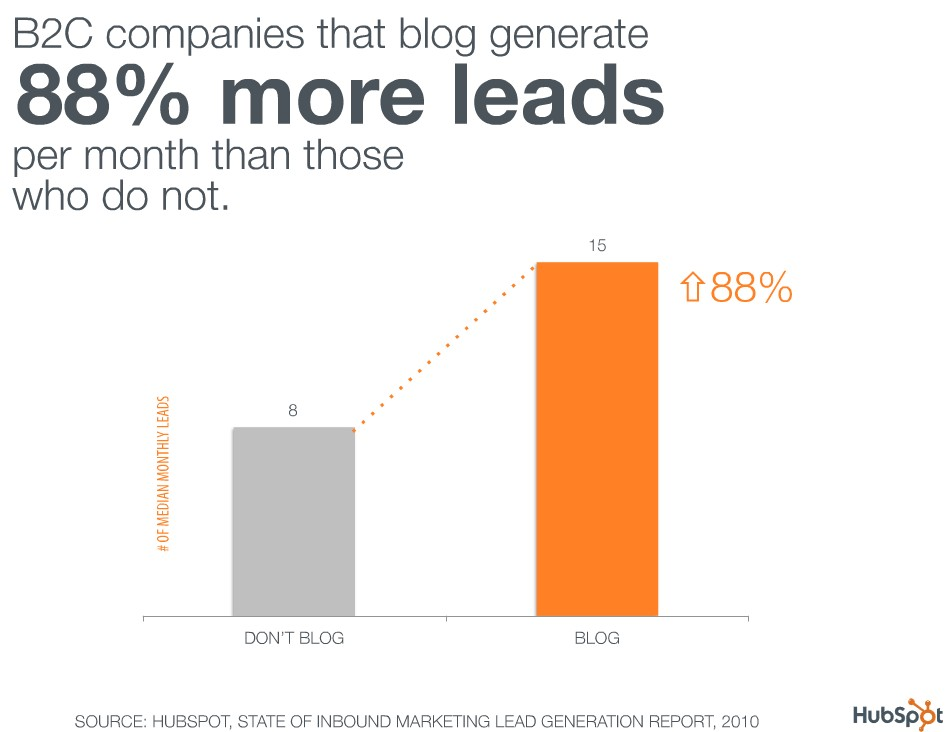 B2C companies that blog generate
88% more leads
per month than those
who do not.
15
⇧88%
8
# OF MEDIAN MONTHLY LEADS
DON'T BLOG
BLOG
SOURCE: HUBSPOT, STATE OF INBOUND MARKETING LEAD GENERATION REPORT, 2010
HubSpot